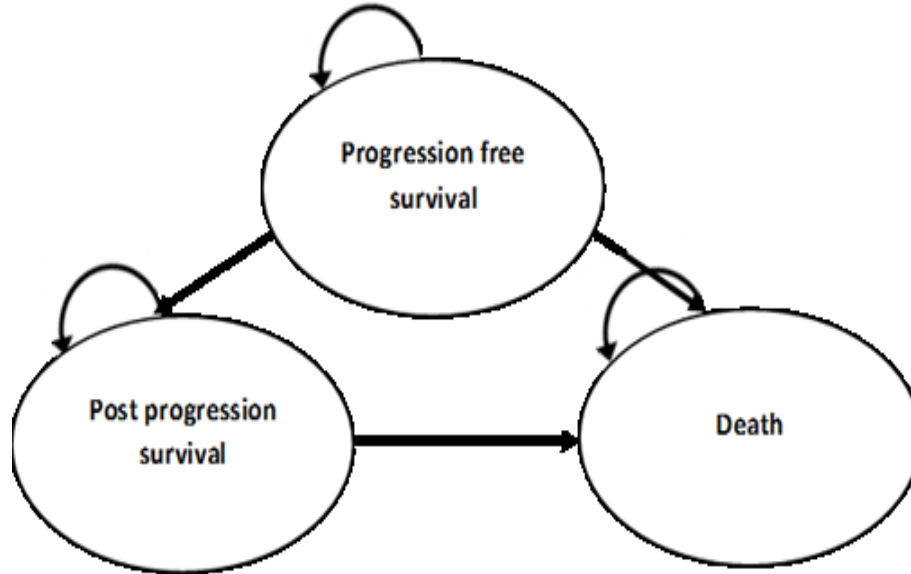 Progression free
survival
Post progression
survival
Death